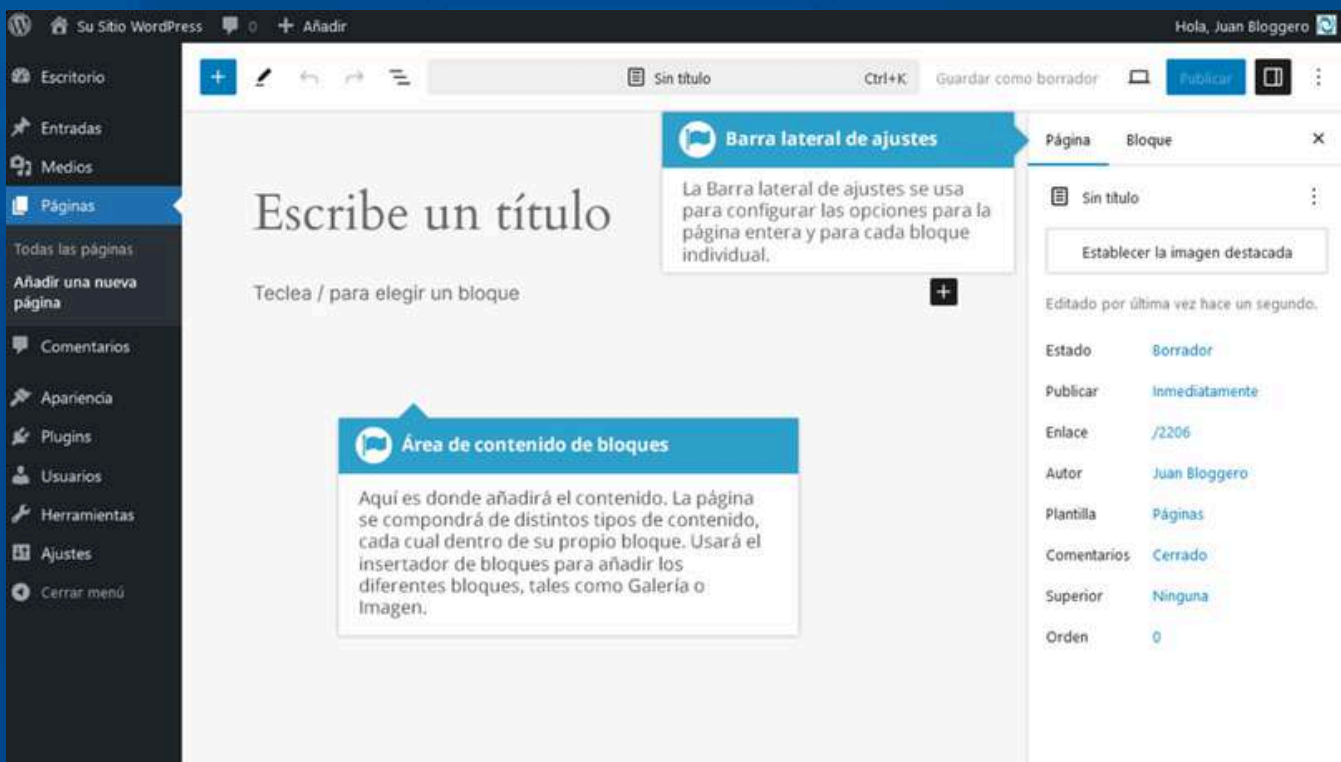 Su Sitio WordPress 0 + Añadir Hola, Juan Bloggero
Escritorio
Entradas
Medios
Páginas
Todas las páginas
Añadir una nueva
página
Comentarios
Apariencia
Plugins
Usuarios
Herramientas
Ajustes
Cerrar menú
Sin título Ctrl+K Guardar como borrador Publicar
Escribe un título
Teclea / para elegir un bloque
Barra lateral de ajustes
La Barra lateral de ajustes se usa
para configurar las opciones para la
página entera y para cada bloque
individual.
Área de contenido de bloques
Aquí es donde añadirá el contenido. La página
se compondrá de distintos tipos de contenido,
cada cual dentro de su propio bloque. Usará el
insertador de bloques para añadir los
diferentes bloques, tales como Galería o
Imagen.
Página Bloque
Sin título
Establecer la imagen destacada
Editado por última vez hace un segundo.
Estado Borrador
Publicar Inmediatamente
Enlace /2206
Autor Juan Bloggero
Plantilla Páginas
Comentarios Cerrado
Superior Ninguna
Orden 0